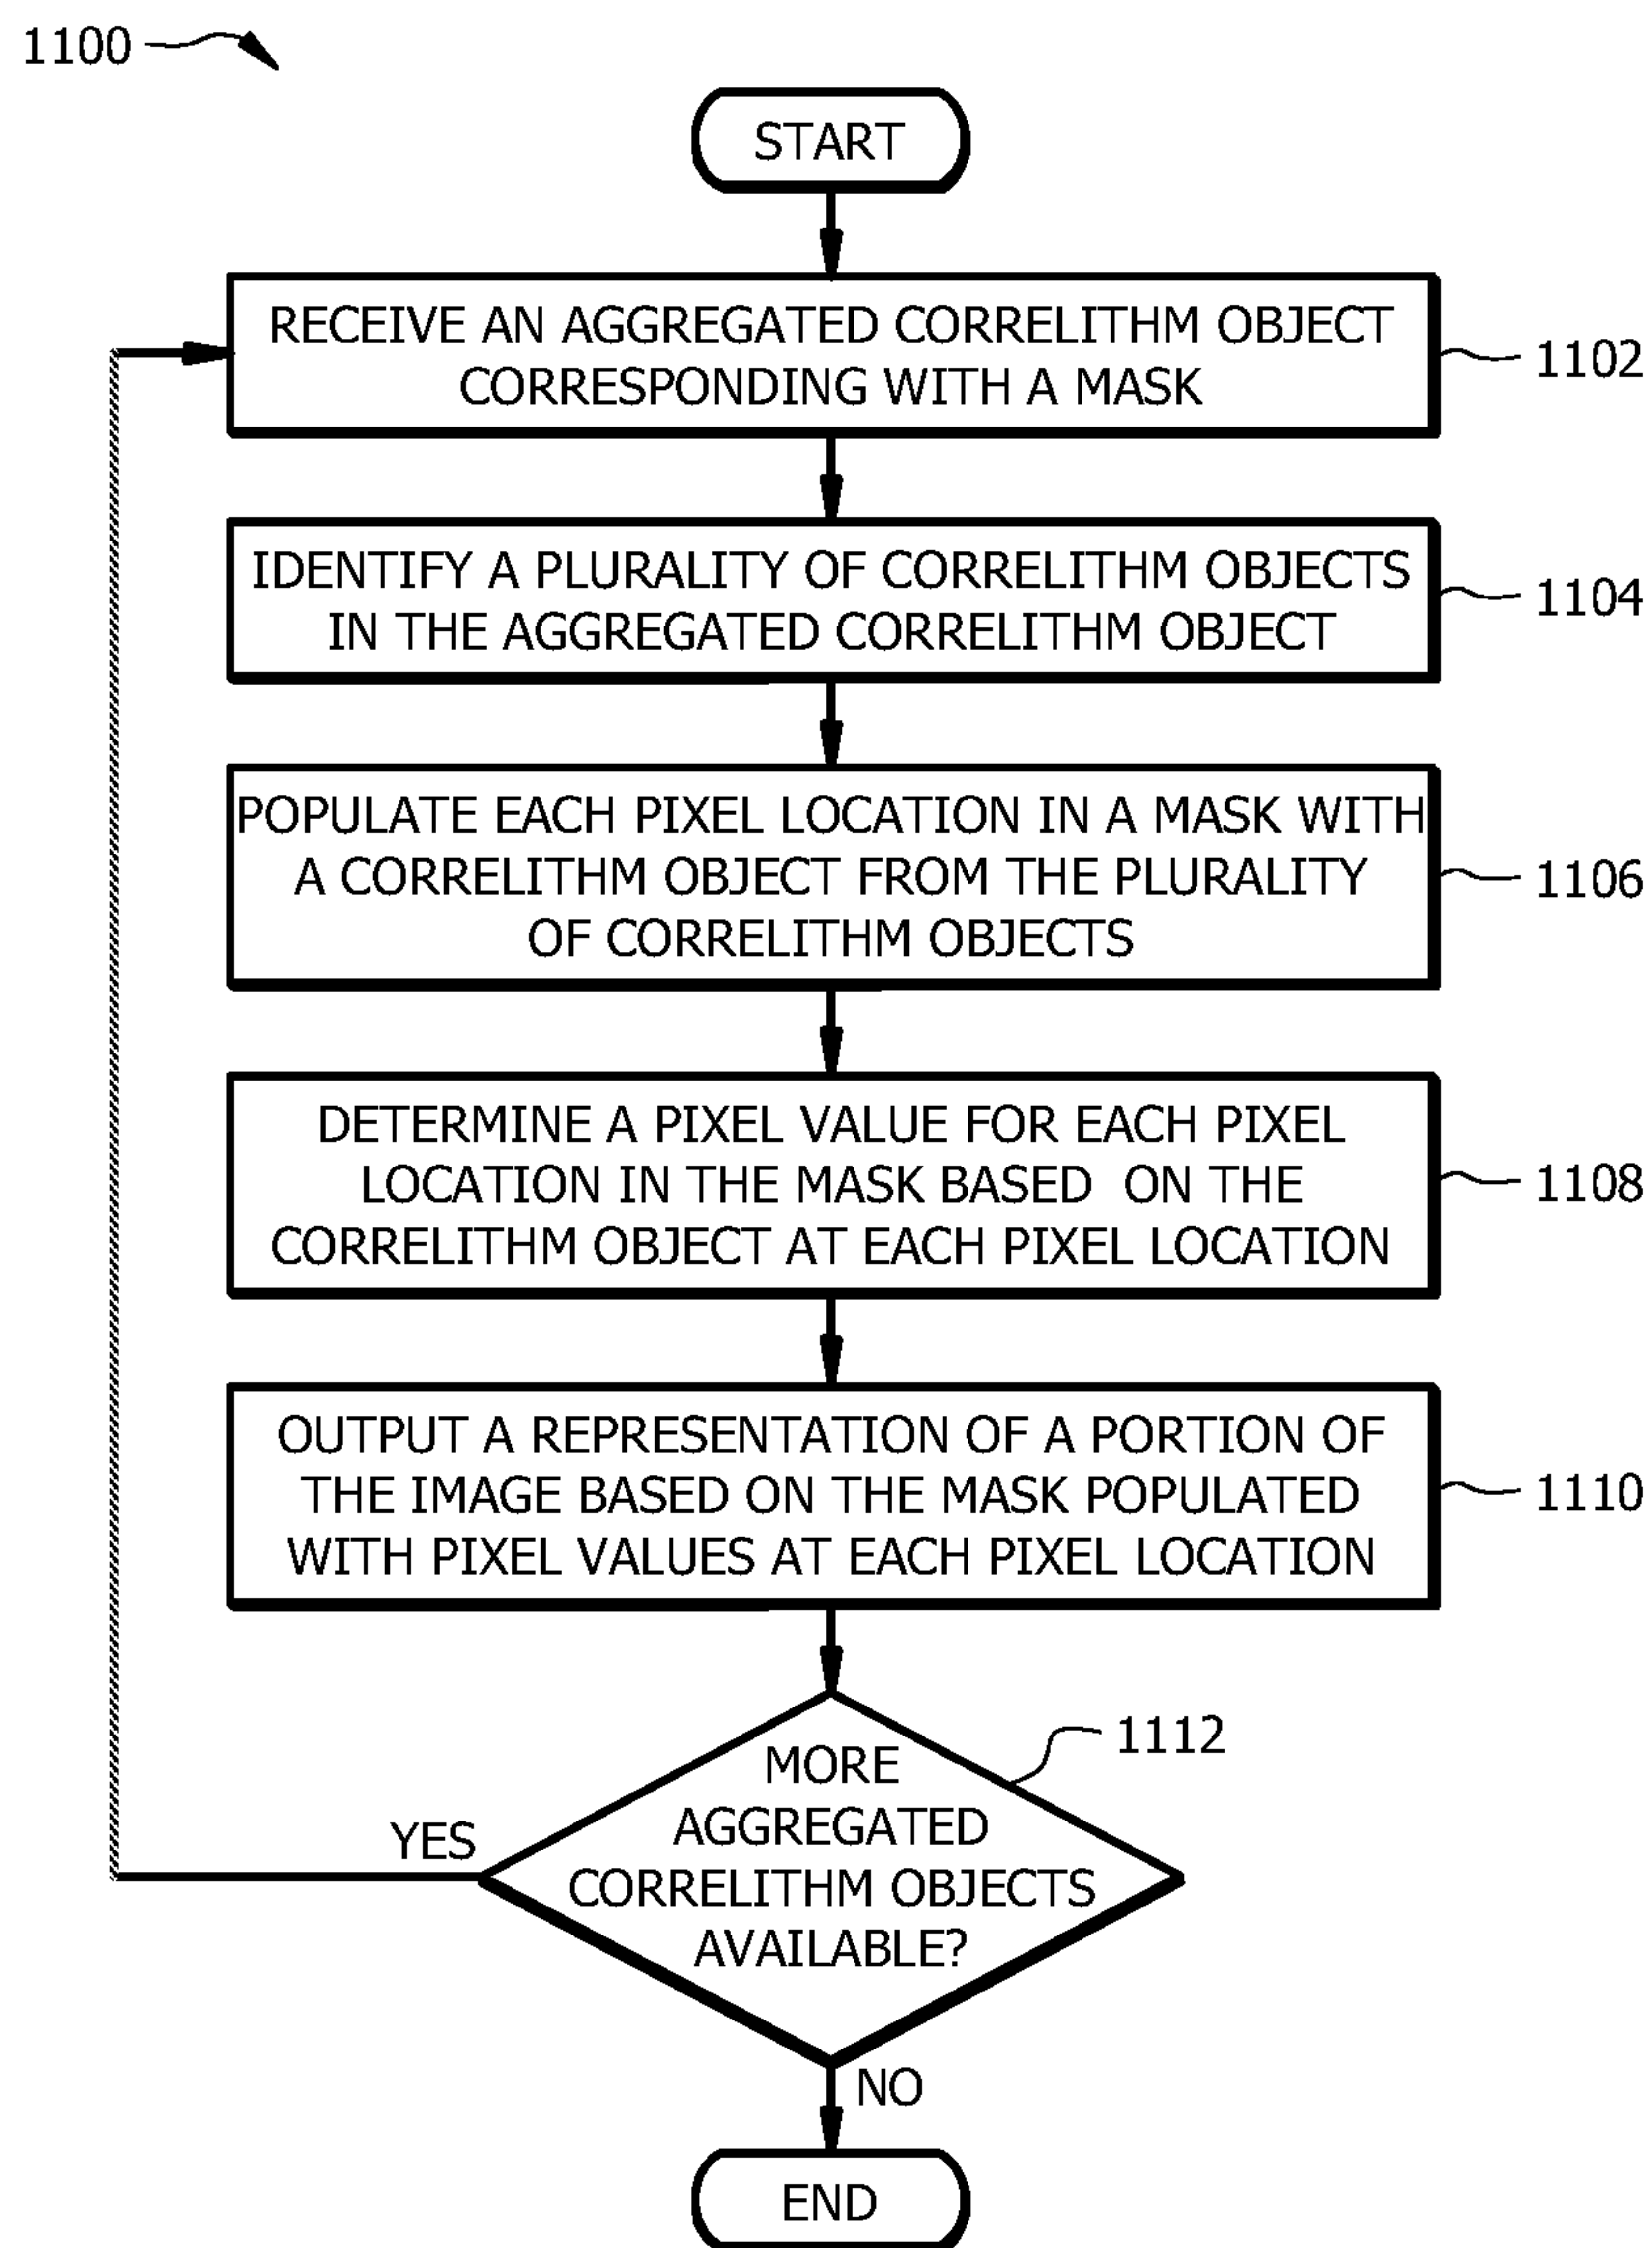 1100
START
RECEIVE AN AGGREGATED CORRELITHM OBJECT
CORRESPONDING WITH A MASK
1102
IDENTIFY A PLURALITY OF CORRELITHM OBJECTS
IN THE AGGREGATED CORRELITHM OBJECT
1104
POPULATE EACH PIXEL LOCATION IN A MASK WITH
A CORRELITHM OBJECT FROM THE PLURALITY
OF CORRELITHM OBJECTS
1106
DETERMINE A PIXEL VALUE FOR EACH PIXEL
LOCATION IN THE MASK BASED ON THE
CORRELITHM OBJECT AT EACH PIXEL LOCATION
1108
OUTPUT A REPRESENTATION OF A PORTION OF
THE IMAGE BASED ON THE MASK POPULATED
WITH PIXEL VALUES AT EACH PIXEL LOCATION
1110
1112
MORE
AGGREGATED
CORRELITHM OBJECTS
AVAILABLE?
YES
NO
END